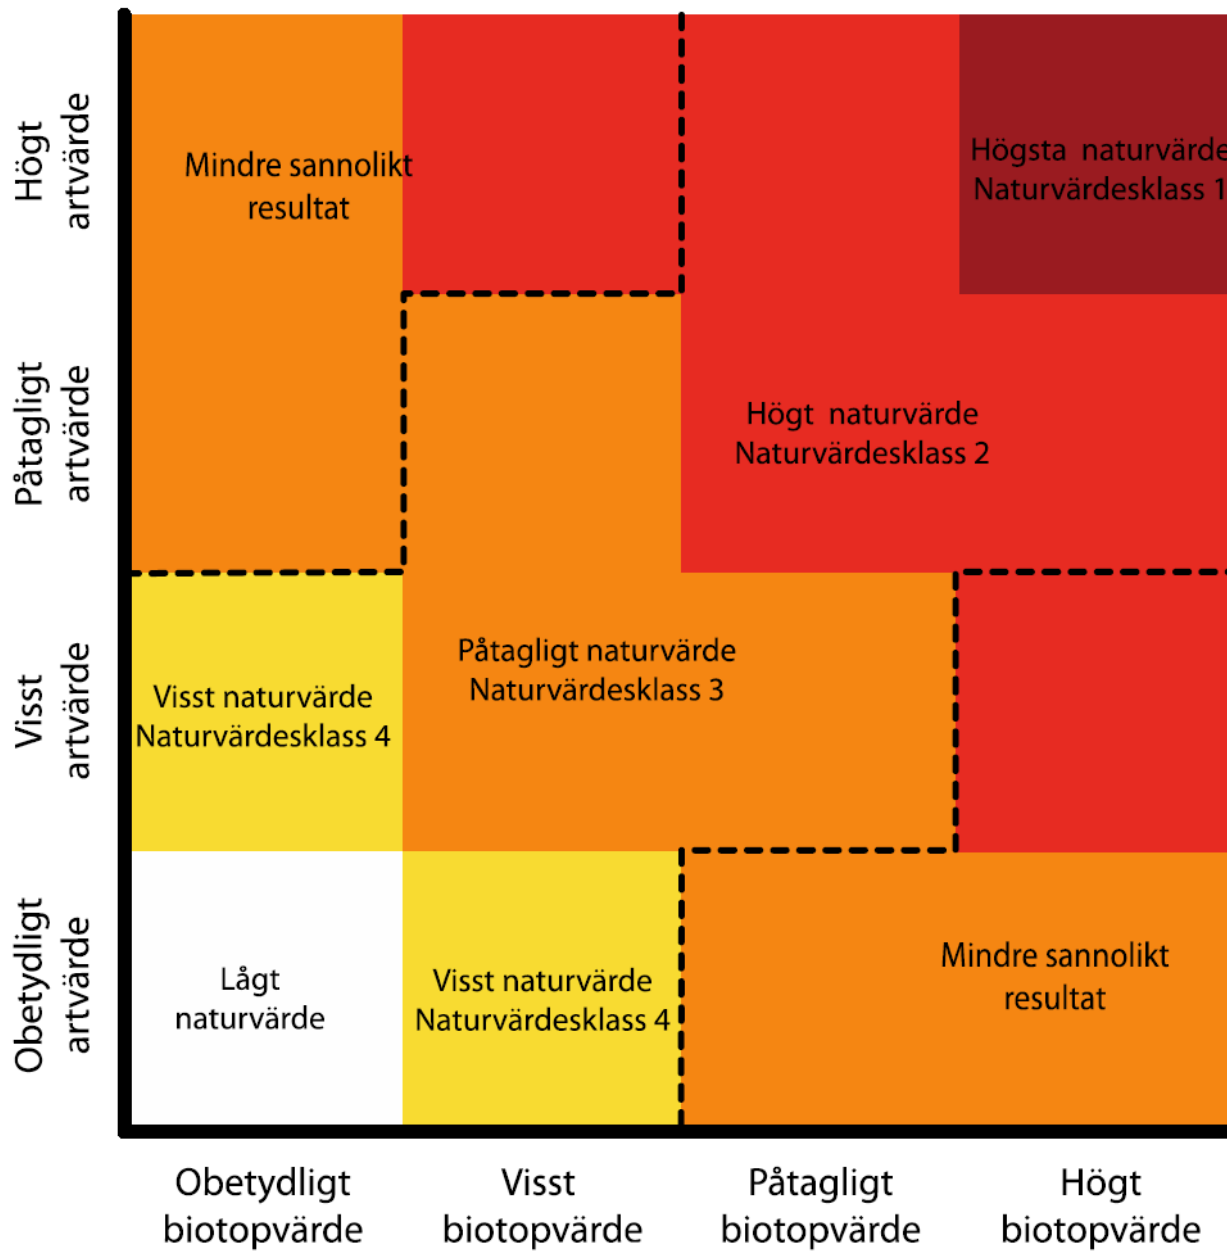 Högt
artvärde
Mindre sannolikt
resultat
Högsta naturvärde
Naturvärdesklass 1
Påtagligt
artvärde
Högt naturvärde
Naturvärdesklass 2
Visst
artvärde
Visst naturvärde
Naturvärdesklass 4
Påtagligt naturvärde
Naturvärdesklass 3
Obetydligt
artvärde
Lågt
naturvärde
Visst naturvärde
Naturvärdesklass 4
Mindre sannolikt
resultat
Obetydligt
biotopvärde
Visst
biotopvärde
Påtagligt
biotopvärde
Högt
biotopvärde